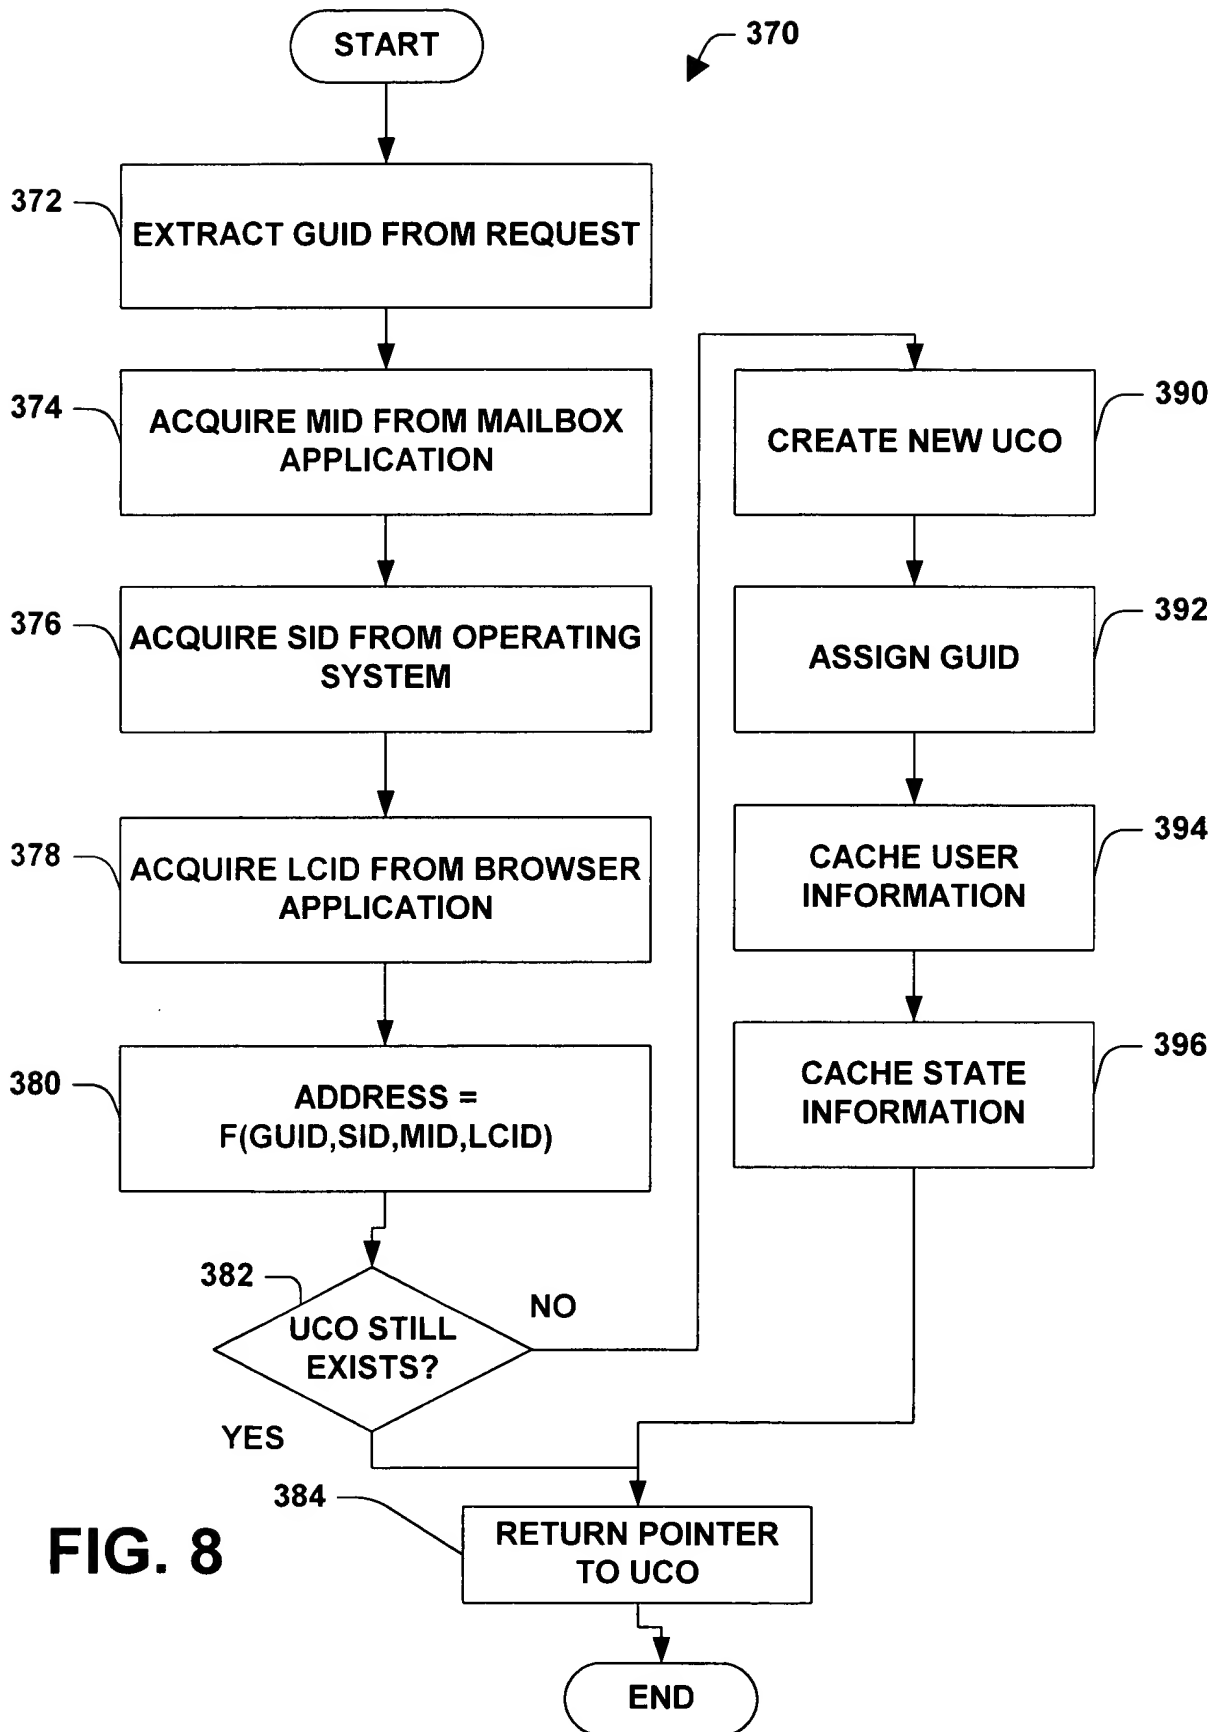 START
370
372
EXTRACT GUID FROM REQUEST
374
ACQUIRE MID FROM MAILBOX
APPLICATION
376
ACQUIRE SID FROM OPERATING
SYSTEM
378
ACQUIRE LCID FROM BROWSER
APPLICATION
380
ADDRESS =
F(GUID,SID,MID,LCID)
382
UCO STILL
EXISTS?
NO
YES
390
CREATE NEW UCO
392
ASSIGN GUID
394
CACHE USER
INFORMATION
396
CACHE STATE
INFORMATION
384
RETURN POINTER
TO UCO
END
FIG. 8